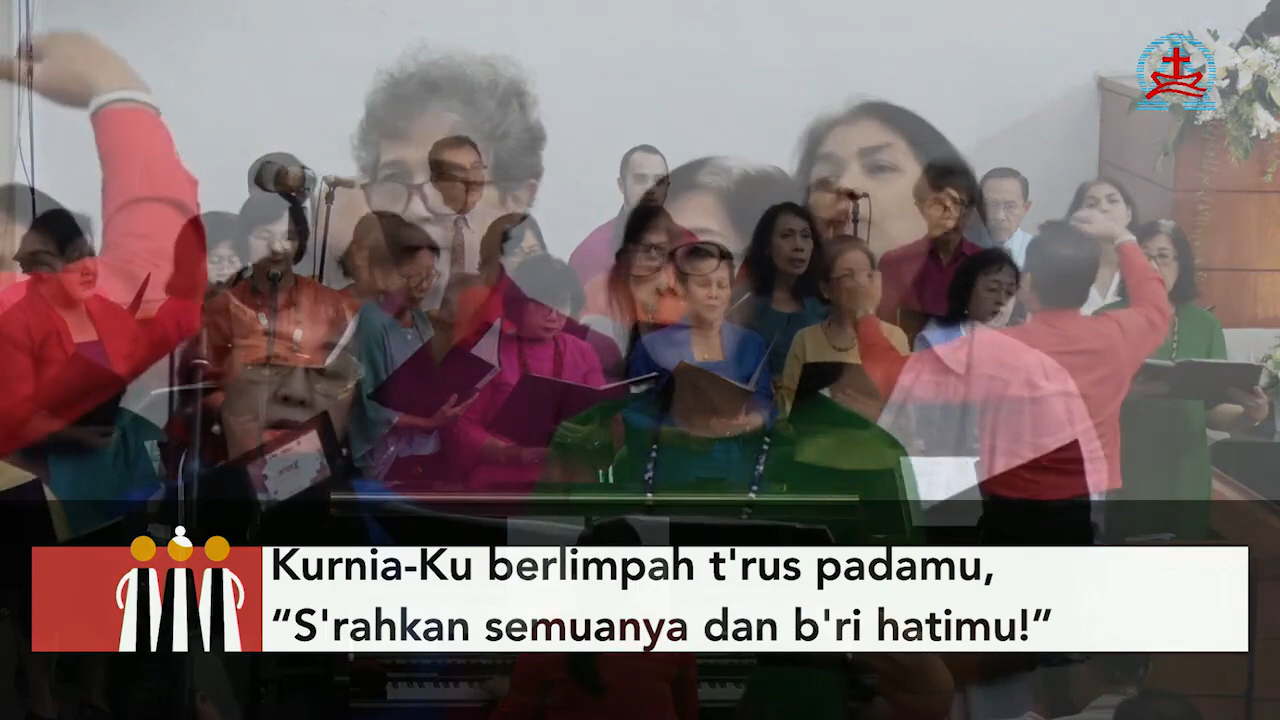 Kurnia-Ku berlimpah t'rus padamu,
“S'rahkan semuanya dan b'ri hatimu!”